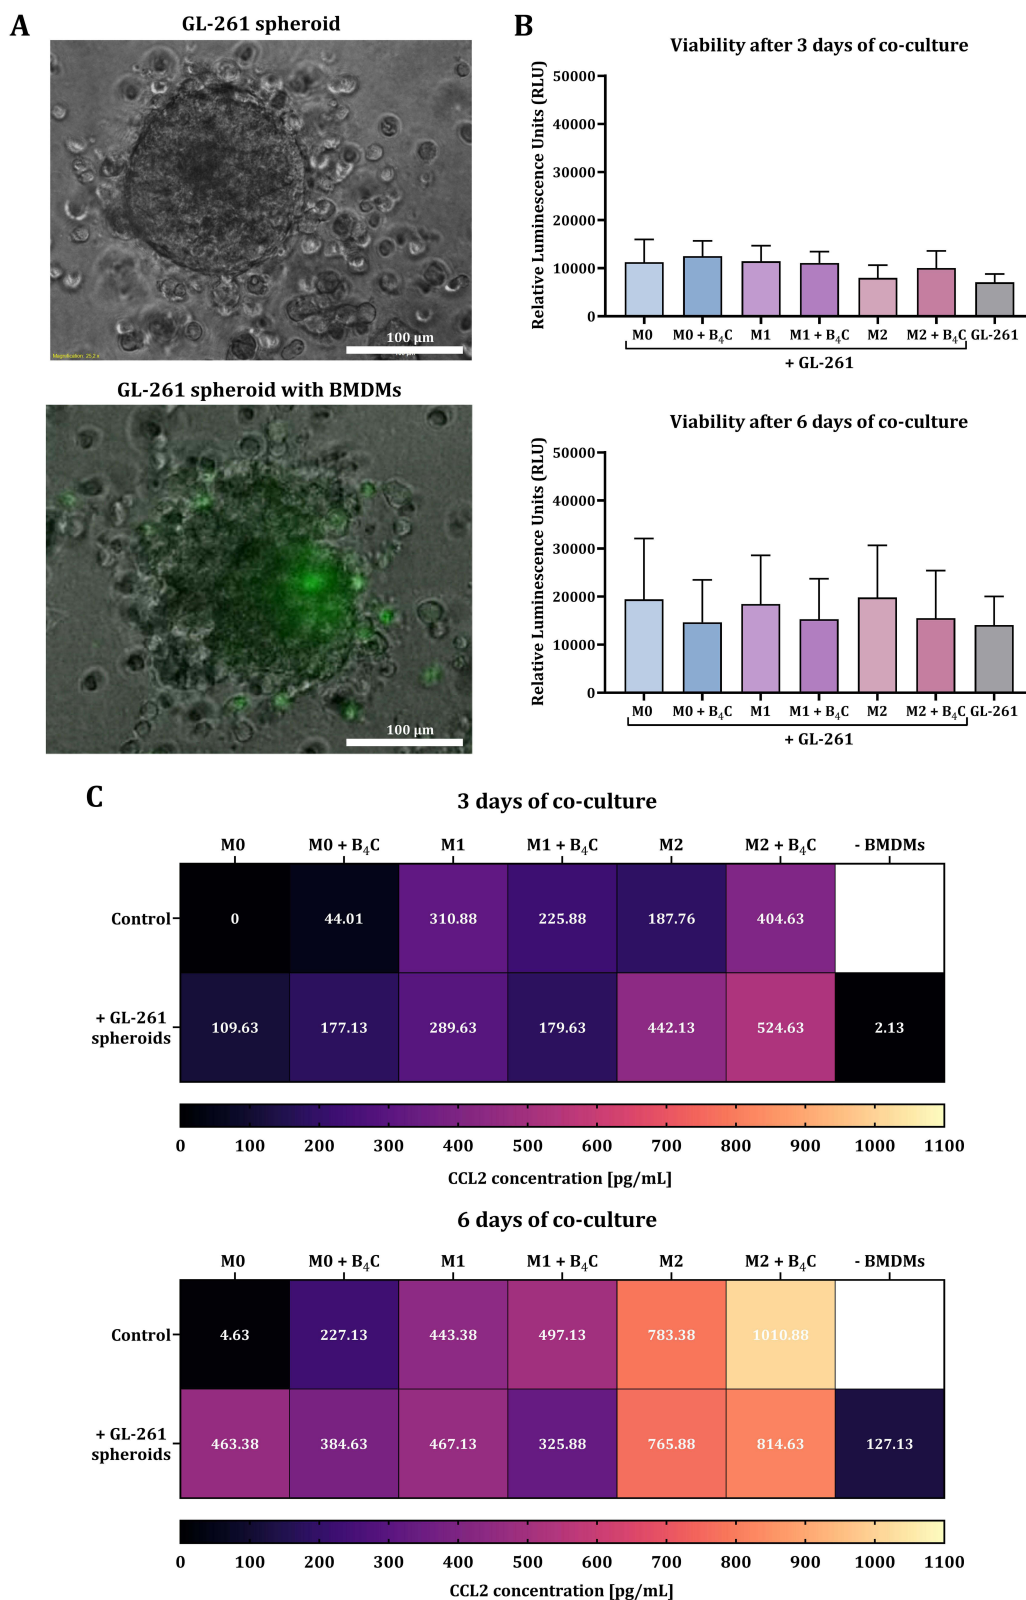 A
GL-261 spheroid
Magnification: 25,2 x
100 µm
GL-261 spheroid with BMDMs
100 µm
B
Viability after 3 days of co-culture
Relative Luminescence Units (RLU)
50000
40000
30000
20000
10000
0
M0 M0 + B₄C M1 M1 + B₄C M2 M2 + B₄C GL-261
+ GL-261
Viability after 6 days of co-culture
Relative Luminescence Units (RLU)
50000
40000
30000
20000
10000
0
M0 M0 + B₄C M1 M1 + B₄C M2 M2 + B₄C GL-261
+ GL-261
C
3 days of co-culture
M0 M0 + B₄C M1 M1 + B₄C M2 M2 + B₄C - BMDMs
Control 0 44.01 310.88 225.88 187.76 404.63
+ GL-261
spheroids 109.63 177.13 289.63 179.63 442.13 524.63 2.13
0 100 200 300 400 500 600 700 800 900 1000 1100
CCL2 concentration [pg/mL]
6 days of co-culture
M0 M0 + B₄C M1 M1 + B₄C M2 M2 + B₄C - BMDMs
Control 4.63 227.13 443.38 497.13 783.38 1010.88
+ GL-261
spheroids 463.38 384.63 467.13 325.88 765.88 814.63 127.13
0 100 200 300 400 500 600 700 800 900 1000 1100
CCL2 concentration [pg/mL]